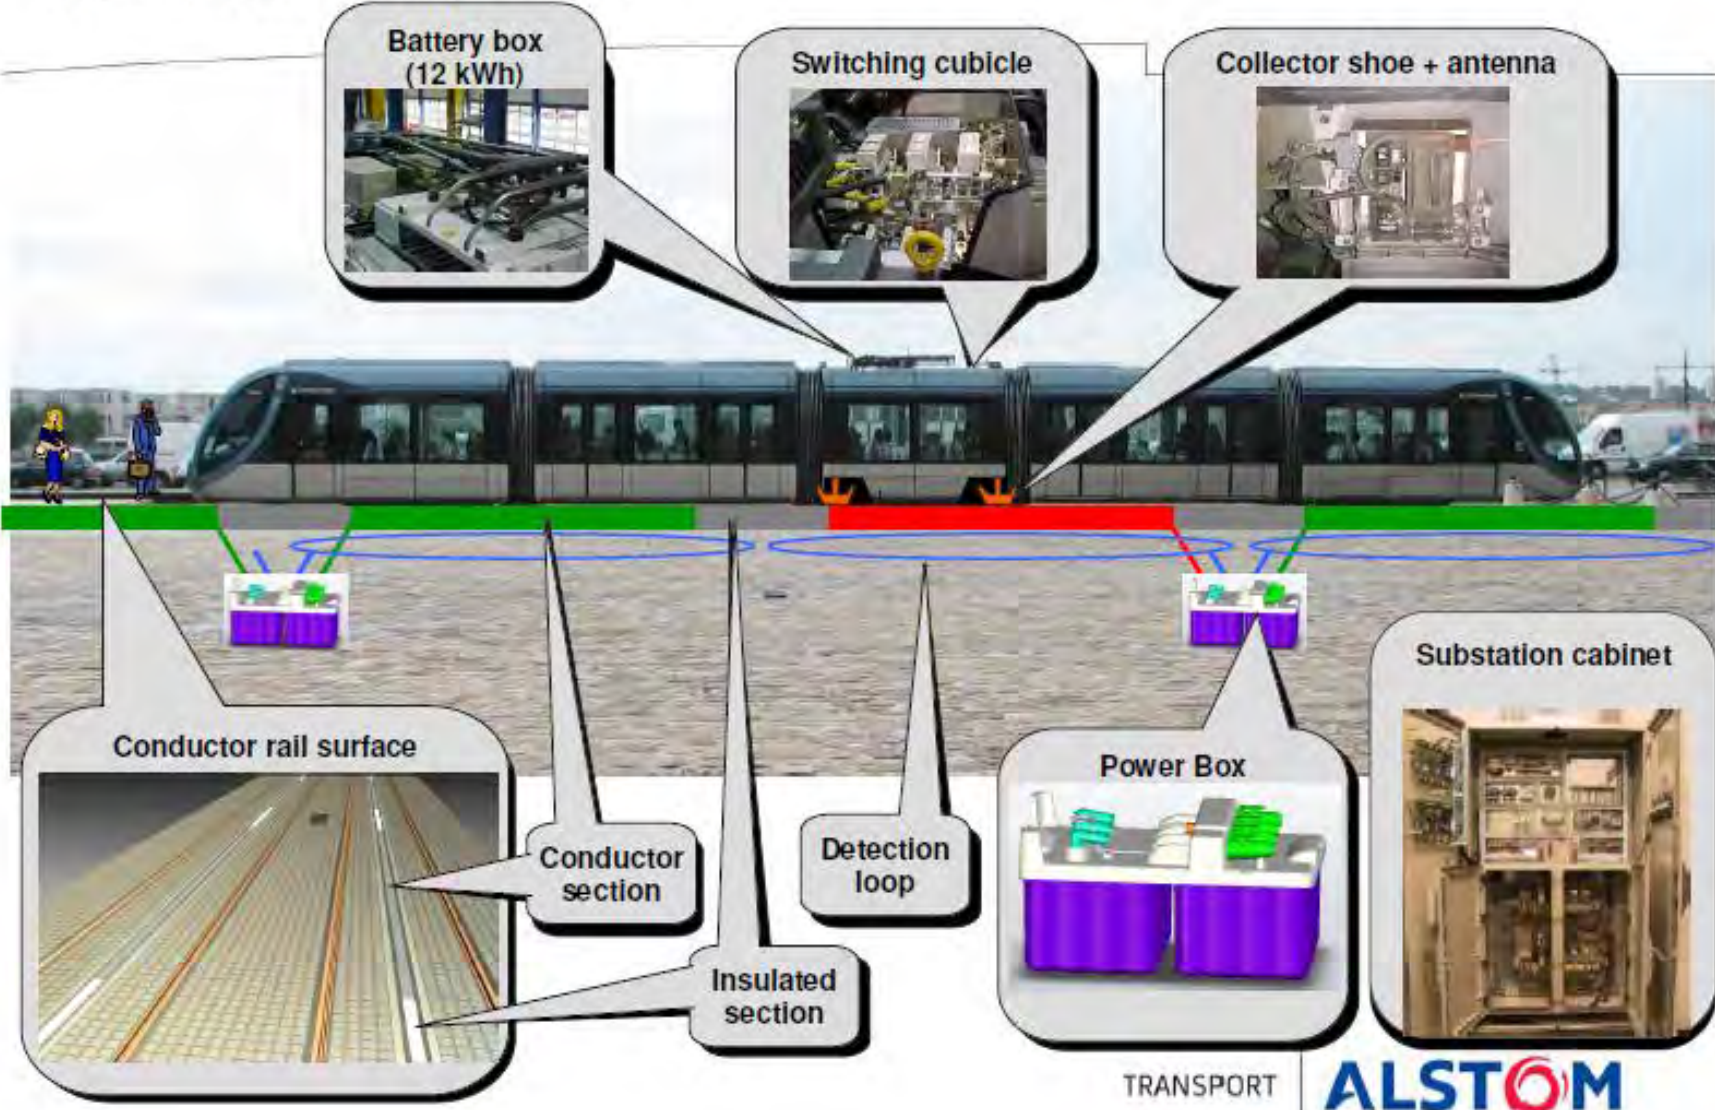 Battery box
(12 kWh)
Switching cubicle
Collector shoe + antenna
Substation cabinet
Conductor rail surface
Power Box
Conductor
section
Detection
loop
Insulated
section
TRANSPORT
ALSTOM